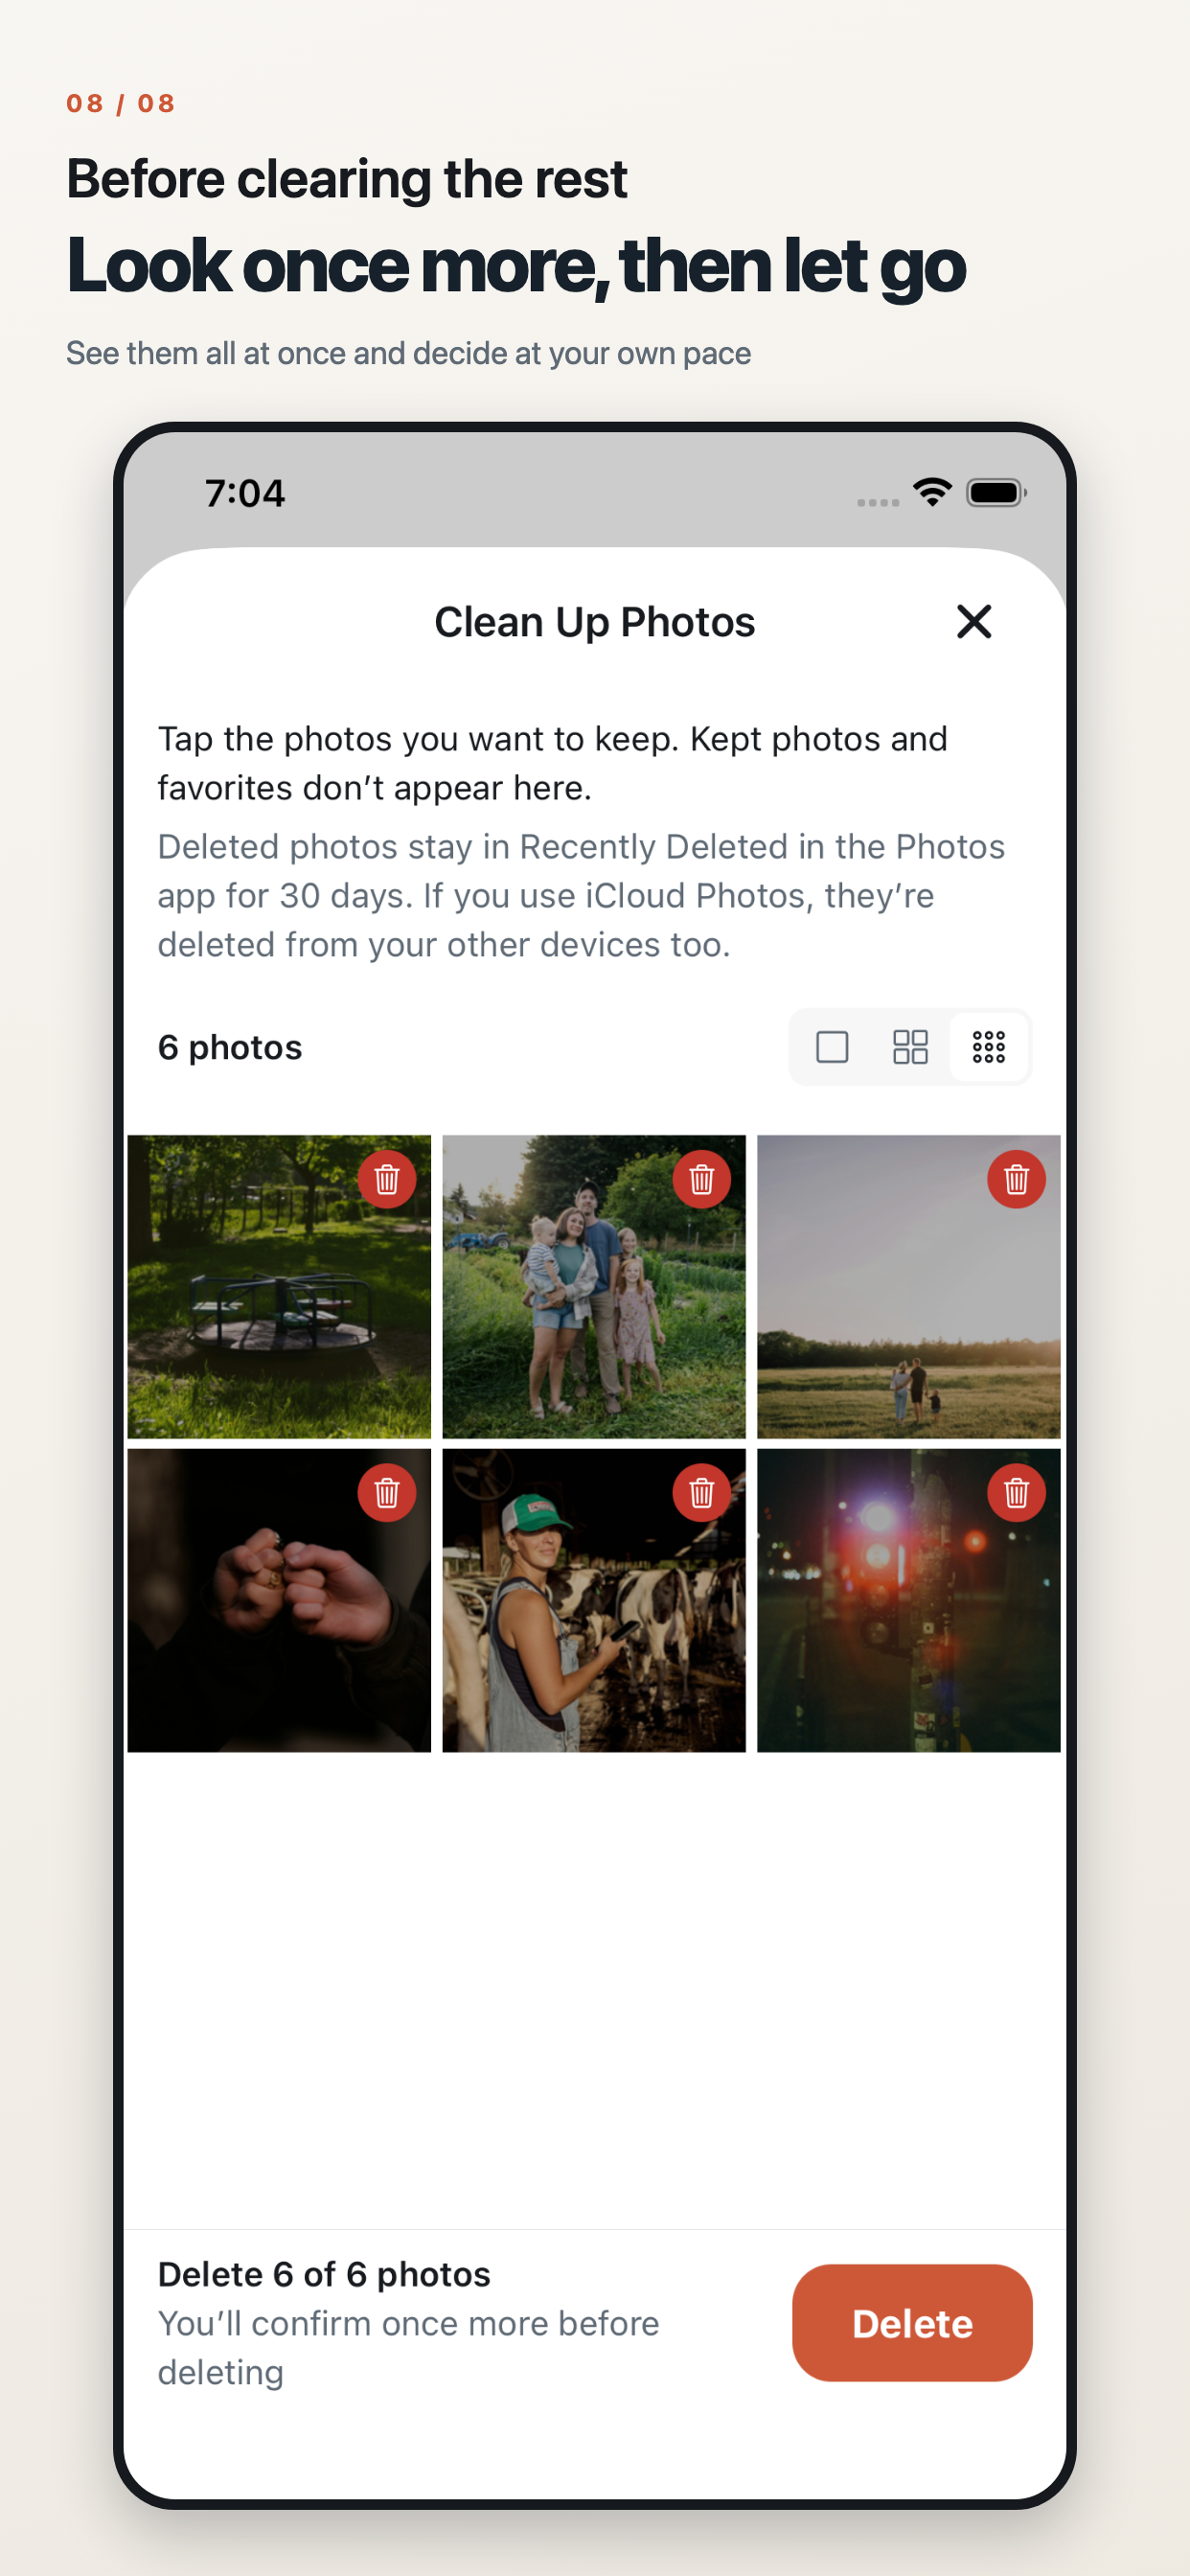 08 / 08
Before clearing the rest
Look once more, then let go
See them all at once and decide at your own pace
7:04
Clean Up Photos
Tap the photos you want to keep. Kept photos and
favorites don’t appear here.
Deleted photos stay in Recently Deleted in the Photos
app for 30 days. If you use iCloud Photos, they’re
deleted from your other devices too.
6 photos
Delete 6 of 6 photos
You’ll confirm once more before
deleting
Delete